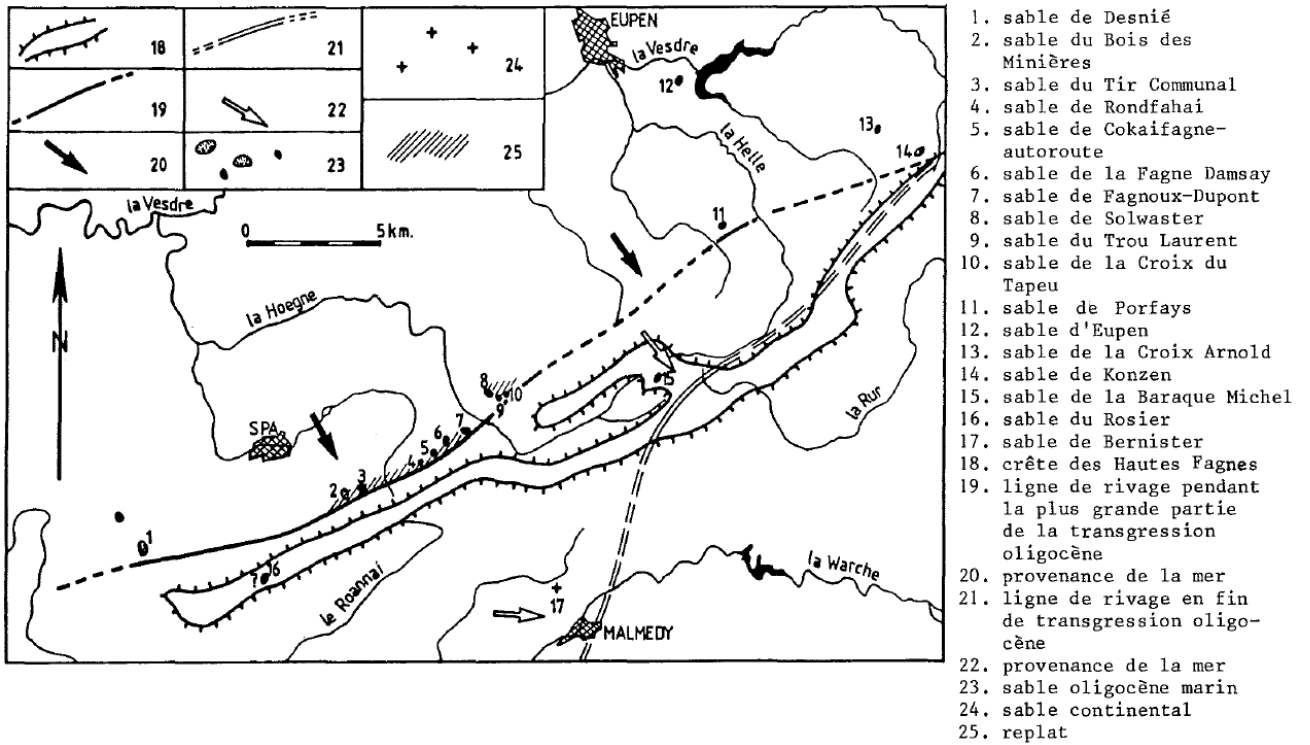 18
21
24
19
22
20
23
25
EUPEN
la Vesdre
12
13
14
la Helle
la Vesdre
0 5km.
11
N
la Hoëgne
8
10
9
15
la Rur
SPA
7
6
5
4
3
2
1
? 16
le Roannai
17
la Warche
MALMEDY
1. sable de Desnié
2. sable du Bois des
Minières
3. sable du Tir Communal
4. sable de Rondfahai
5. sable de Cokaifagne-
autoroute
6. sable de la Fagne Damsay
7. sable de Fagnoux-Dupont
8. sable de Solwaster
9. sable du Trou Laurent
10. sable de la Croix du
Tapeu
11. sable de Porfays
12. sable d'Eupen
13. sable de la Croix Arnold
14. sable de Konzen
15. sable de la Baraque Michel
16. sable du Rosier
17. sable de Bernister
18. crête des Hautes Fagnes
19. ligne de rivage pendant
la plus grande partie
de la transgression
oligocène
20. provenance de la mer
21. ligne de rivage en fin
de transgression oligo-
cène
22. provenance de la mer
23. sable oligocène marin
24. sable continental
25. replat